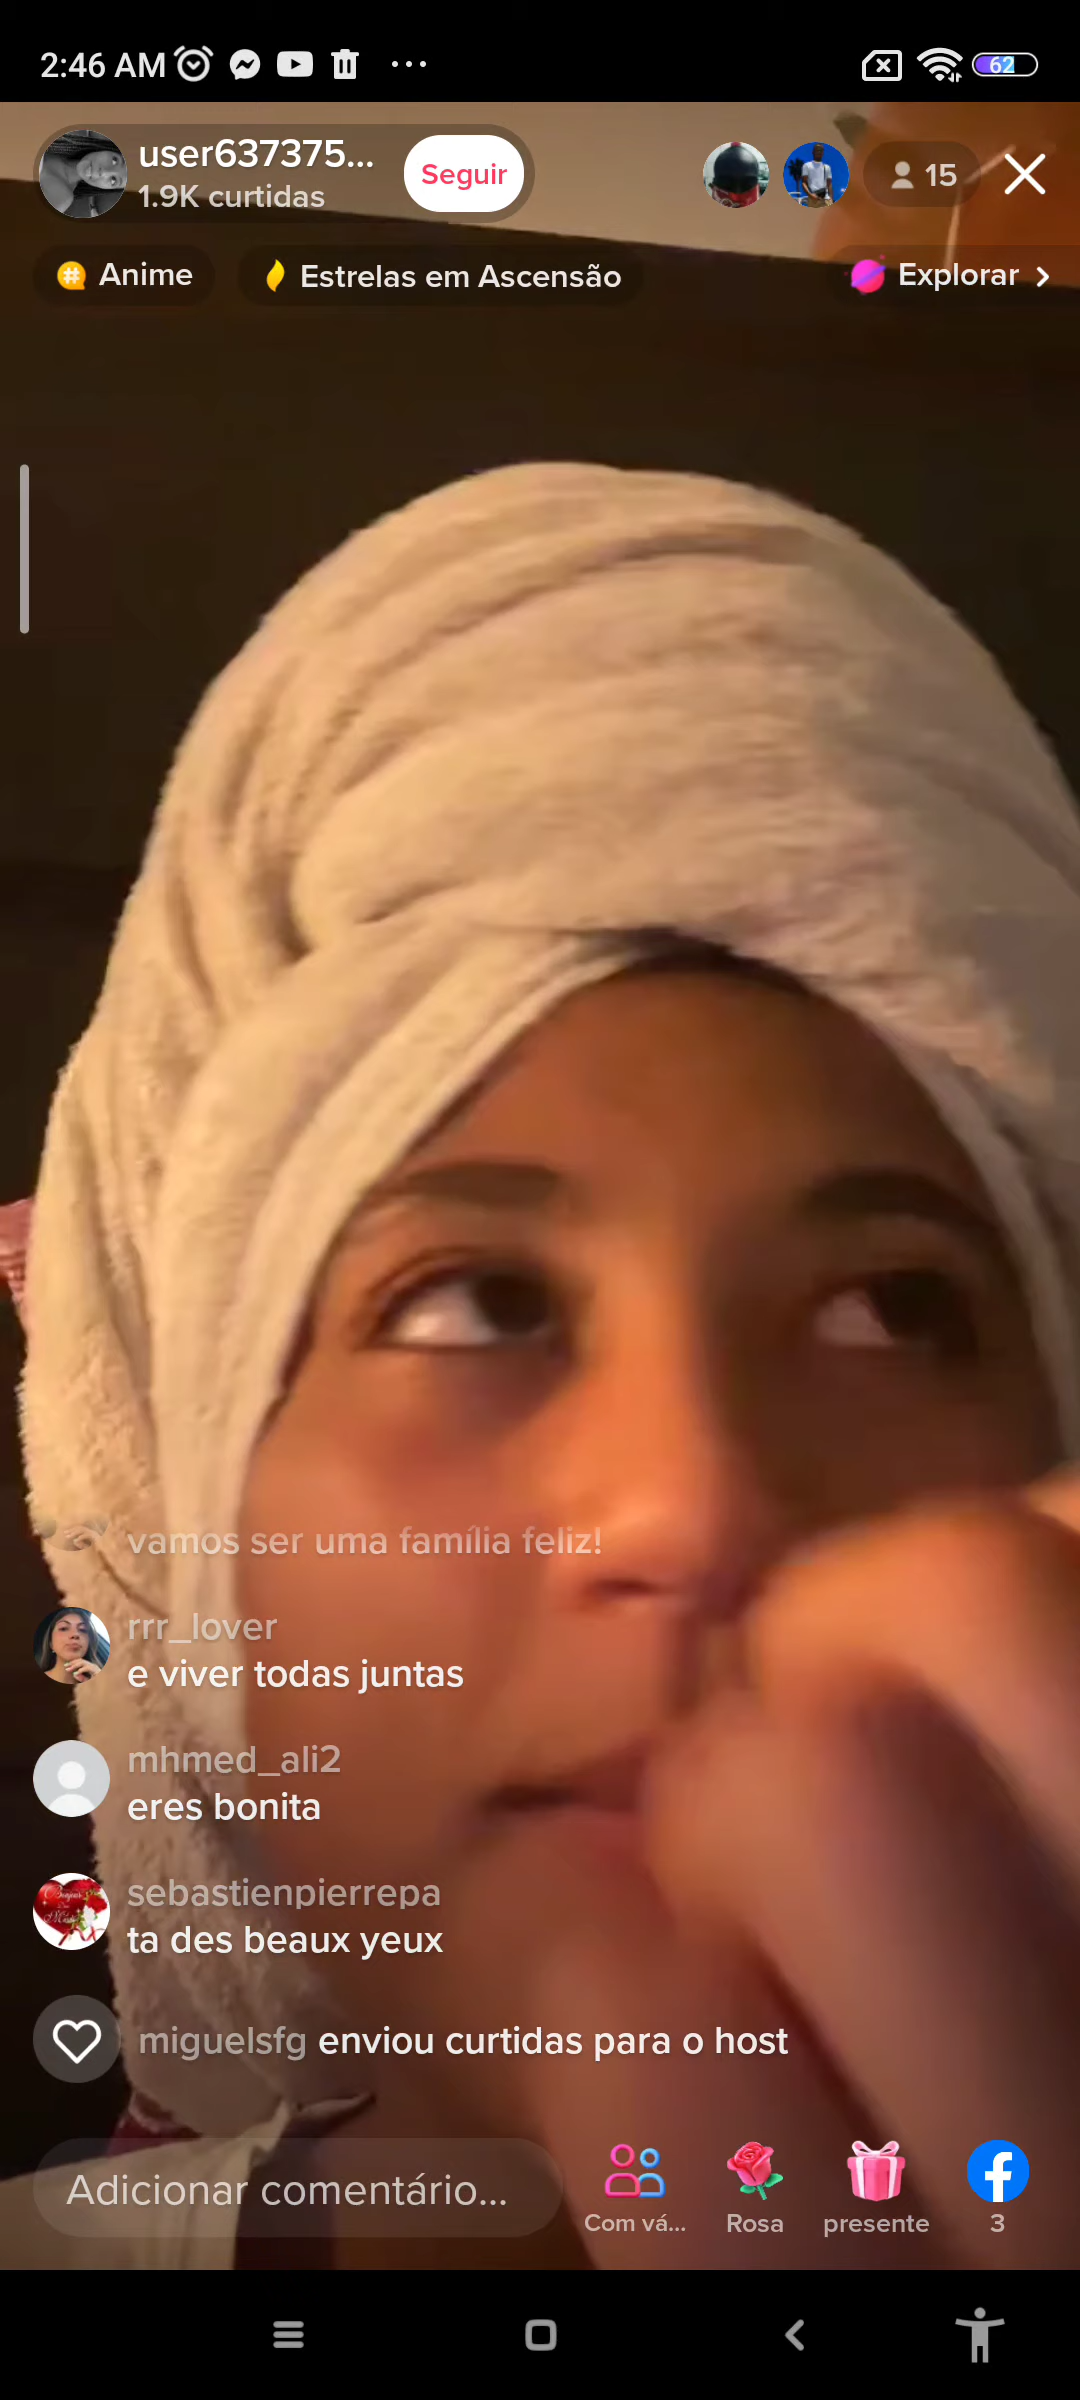 2:46 AM
62
user637375...
1.9K curtidas
Seguir
15
Anime
Estrelas em Ascensão
Explorar
vamos ser uma família feliz!
rrr_lover
e viver todas juntas
mhmed_ali2
eres bonita
sebastienpierrepa
ta des beaux yeux
miguelsfg enviou curtidas para o host
Adicionar comentário...
Com vá...
Rosa
presente
3